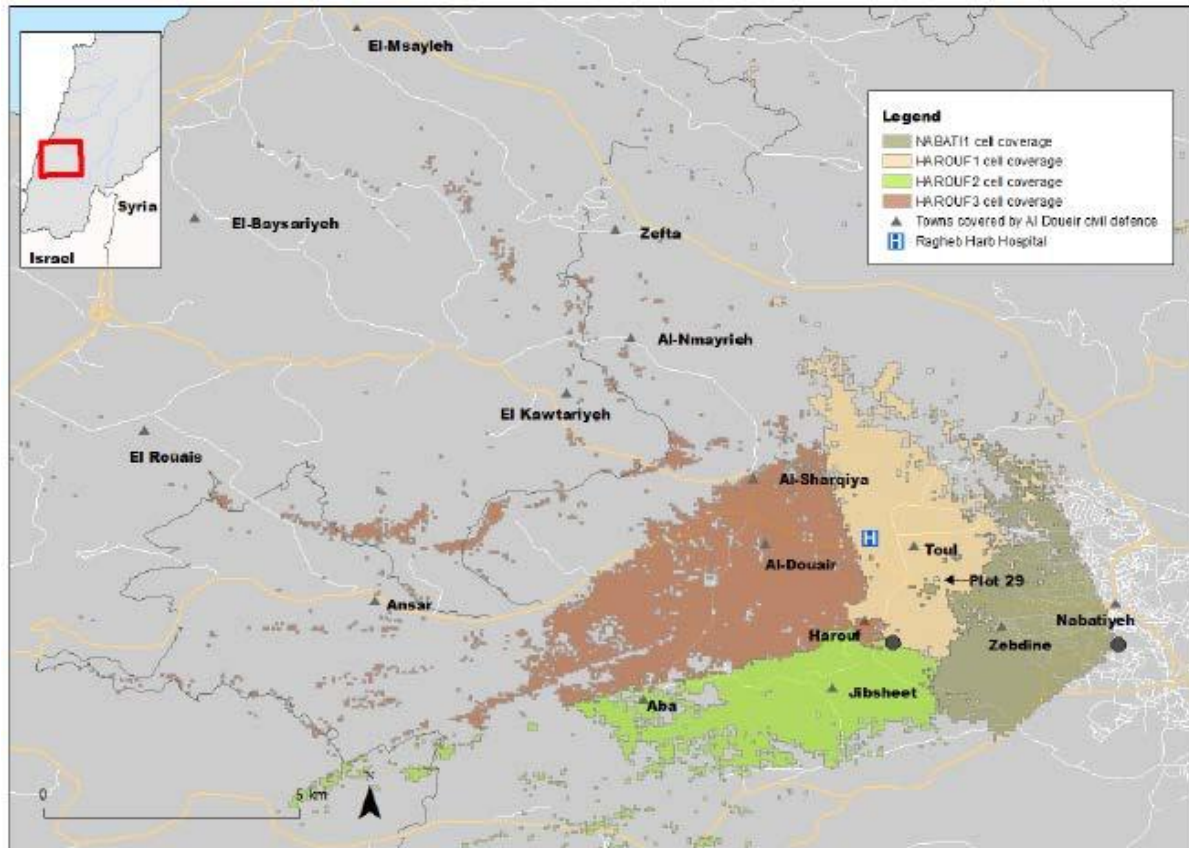 El-Msayleh
Syria
Israel
Legend
NABATI1 cell coverage
HAROUF1 cell coverage
HAROUF2 cell coverage
HAROUF3 cell coverage
Towns covered by Al Doueir civil defence
H Ragheb Harb Hospital
El-Baysariyeh
Zefta
Al-Nmayrieh
El Kawtariyeh
El Rouais
Al-Sharqiya
H
Toul
Al-Douair
Plot 29
Ansar
Nabatiyeh
Harouf
Zebdine
Jibsheet
Aba
0
5 km